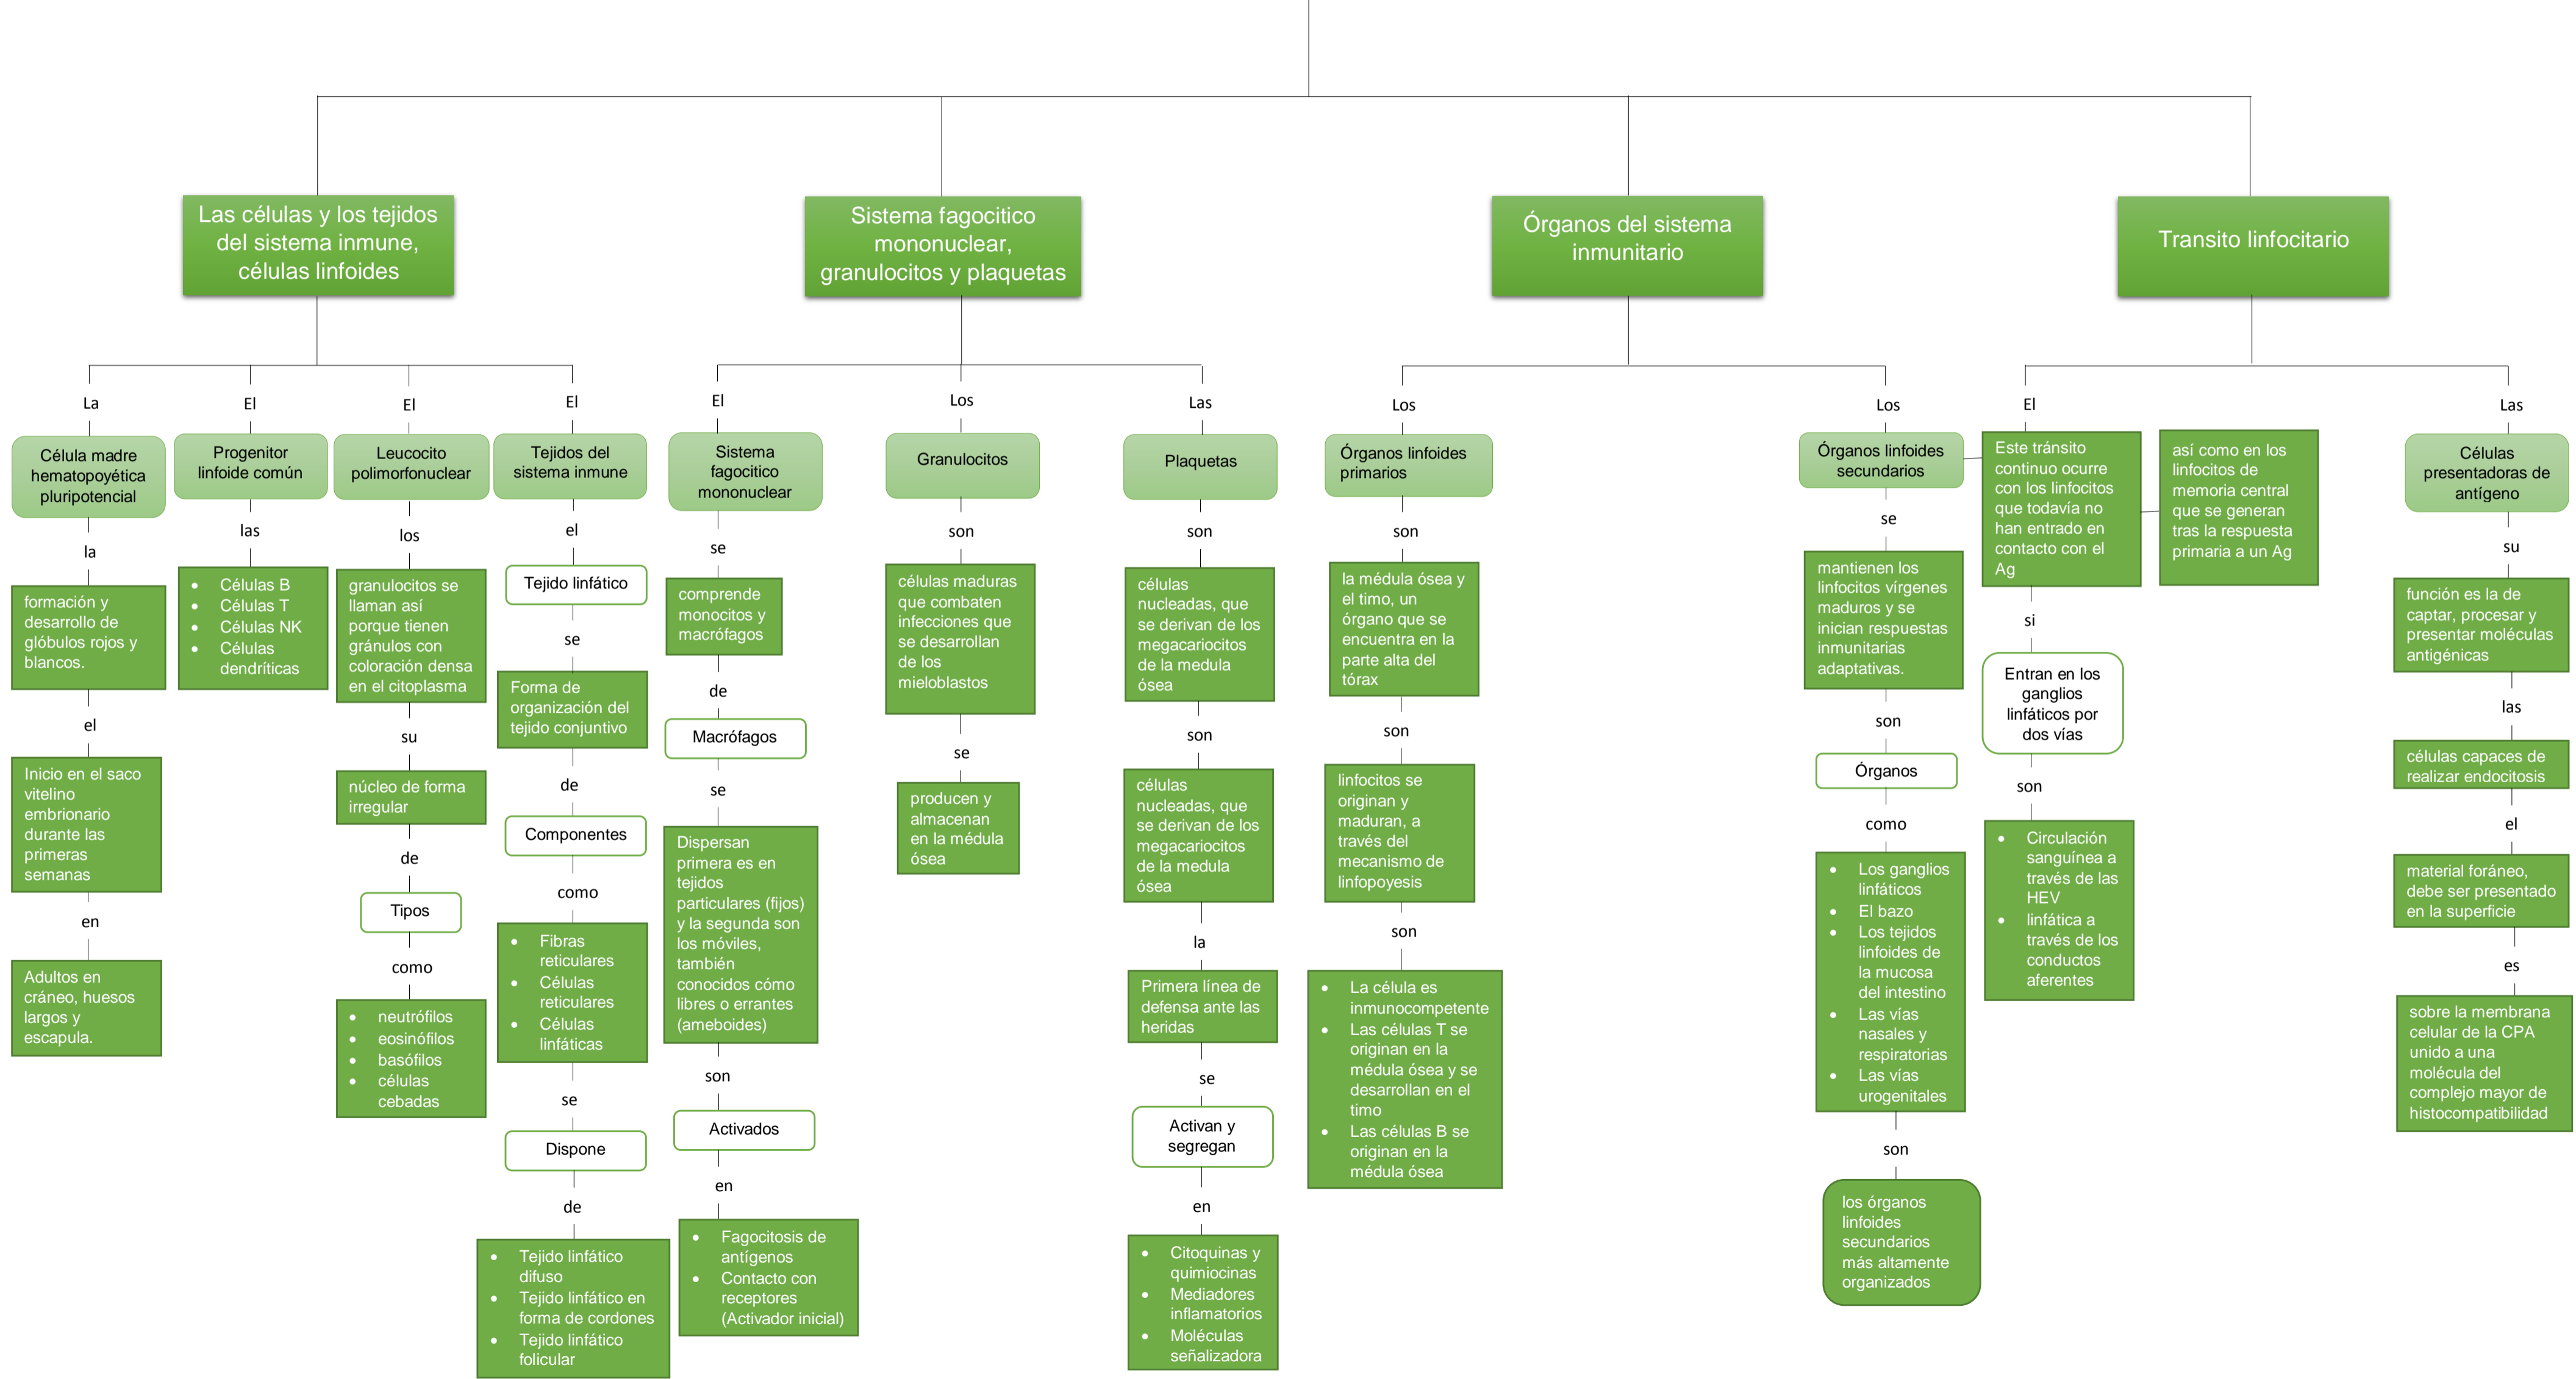 Las células y los tejidos
del sistema inmune,
células linfoides
Sistema fagocitico
mononuclear,
granulocitos y plaquetas
Órganos del sistema
inmunitario
Transito linfocitario
La
Célula madre
hematopoyética
pluripotencial
la
formación y
desarrollo de
glóbulos rojos y
blancos.
el
Inicio en el saco
vitelino
embrionario
durante las
primeras
semanas
en
Adultos en
cráneo, huesos
largos y
escapula.
El
Progenitor
linfoide común
las
• Células B
• Células T
• Células NK
• Células
dendríticas
El
Leucocito
polimorfonuclear
los
granulocitos se
llaman así
porque tienen
gránulos con
coloración densa
en el citoplasma
su
núcleo de forma
irregular
de
Tipos
como
• neutrófilos
• eosinófilos
• basófilos
• células
cebadas
El
Tejidos del
sistema inmune
el
Tejido linfático
se
Forma de
organización del
tejido conjuntivo
de
Componentes
como
• Fibras
reticulares
• Células
reticulares
• Células
linfáticas
se
Dispone
de
• Tejido linfático
difuso
• Tejido linfático en
forma de cordones
• Tejido linfático
folicular
El
Sistema
fagocitico
mononuclear
se
comprende
monocitos y
macrófagos
de
Macrófagos
se
Dispersan
primera es en
tejidos
particulares (fijos)
y la segunda son
los móviles,
también
conocidos cómo
libres o errantes
(ameboides)
son
Activados
en
• Fagocitosis de
antígenos
• Contacto con
receptores
(Activador inicial)
Los
Granulocitos
son
células maduras
que combaten
infecciones que
se desarrollan
de los
mieloblastos
se
producen y
almacenan
en la médula
ósea
Las
Plaquetas
son
células
nucleadas, que
se derivan de los
megacariocitos
de la medula
ósea
son
células
nucleadas, que
se derivan de los
megacariocitos
de la medula
ósea
la
Primera línea de
defensa ante las
heridas
se
Activan y
segregan
en
• Citoquinas y
quimiocinas
• Mediadores
inflamatorios
• Moléculas
señalizadora
Los
Órganos linfoides
primarios
son
la médula ósea y
el timo, un
órgano que se
encuentra en la
parte alta del
tórax
son
linfocitos se
originan y
maduran, a
través del
mecanismo de
linfopoyesis
son
• La célula es
inmunocompetente
• Las células T se
originan en la
médula ósea y se
desarrollan en el
timo
• Las células B se
originan en la
médula ósea
Los
Órganos linfoides
secundarios
se
mantienen los
linfocitos vírgenes
maduros y se
inician respuestas
inmunitarias
adaptativas.
son
Órganos
como
• Los ganglios
linfáticos
• El bazo
• Los tejidos
linfoides de
la mucosa
del intestino
• Las vías
nasales y
respiratorias
• Las vías
urogenitales
son
los órganos
linfoides
secundarios
más altamente
organizados
El
Este tránsito
continuo ocurre
con los linfocitos
que todavía no
han entrado en
contacto con el
Ag
así como en los
linfocitos de
memoria central
que se generan
tras la respuesta
primaria a un Ag
si
Entran en los
ganglios
linfáticos por
dos vías
son
• Circulación
sanguínea a
través de las
HEV
• linfática a
través de los
conductos
aferentes
Las
Células
presentadoras de
antígeno
su
función es la de
captar, procesar y
presentar moléculas
antigénicas
las
células capaces de
realizar endocitosis
el
material foráneo,
debe ser presentado
en la superficie
es
sobre la membrana
celular de la CPA
unido a una
molécula del
complejo mayor de
histocompatibilidad